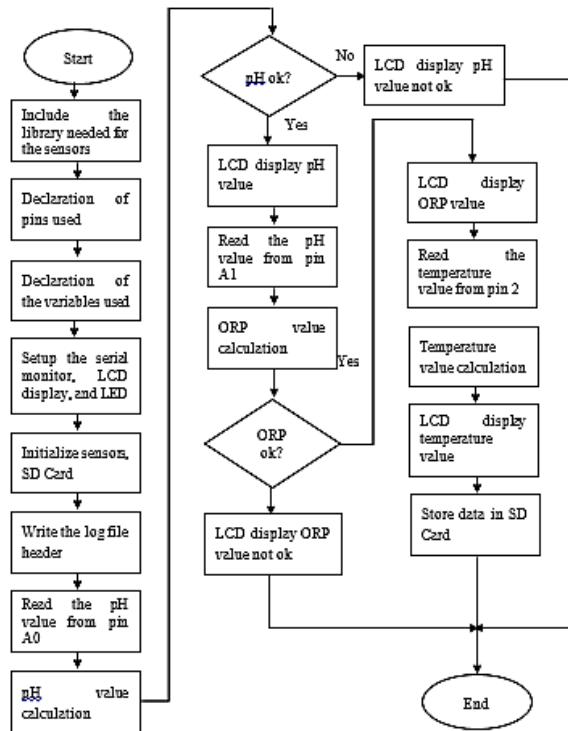 Start
Include the
library needed for
the sensors
Declaration of
pins used
Declaration of
the variables used
Setup the serial
monitor, LCD
display, and LED
Initialize sensors,
SD Card
Write the log file
header
Read the pH
value from pin
A0
pH value
calculation
pH ok?
No
LCD display pH
value not ok
Yes
LCD display pH
value
Read the pH
value from pin
A1
ORP value
calculation
Yes
ORP
ok?
LCD display ORP
value not ok
LCD display
ORP value
Read the
temperature
value from pin 2
Temperature
value calculation
LCD display
temperature
value
Store data in SD
Card
End